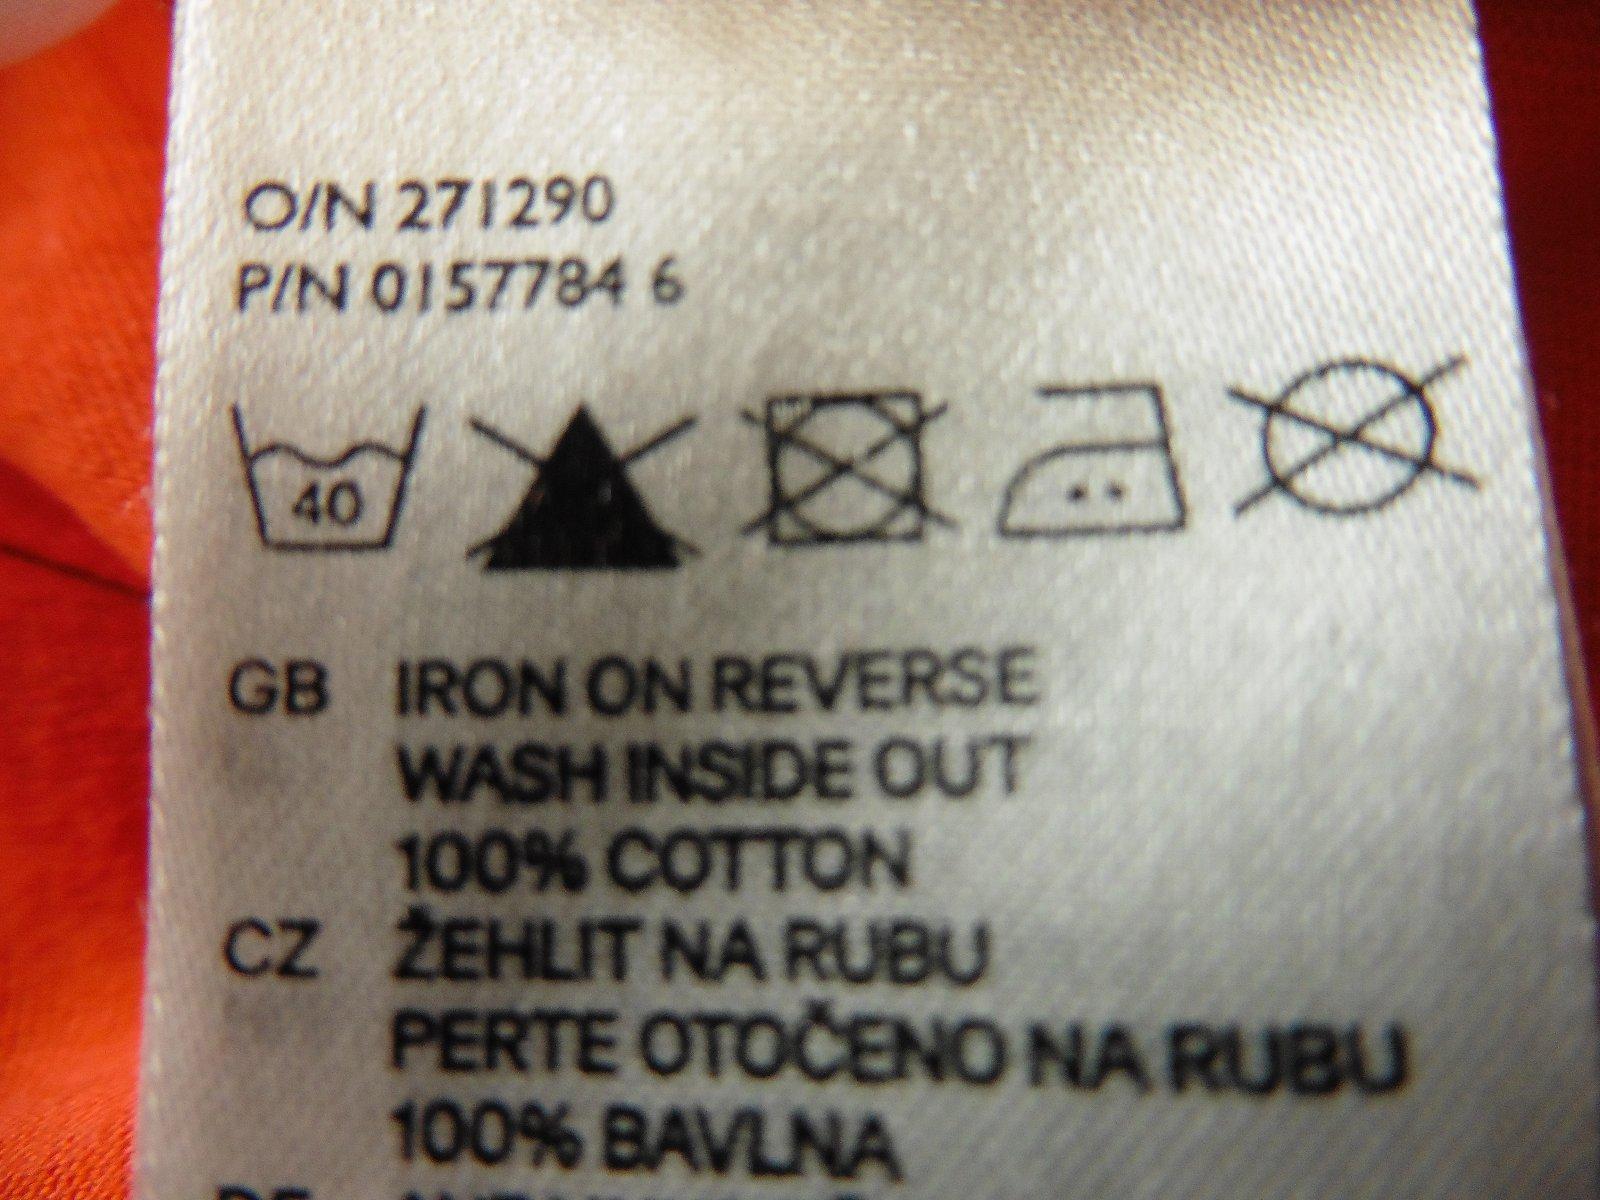 O/N 271290
P/N 0157784 6
40
GB IRON ON REVERSE
WASH INSIDE OUT
100% COTTON
CZ ŽEHLIT NA RUBU
PERTE OTOČENO NA RUBU
100% BAVLNA